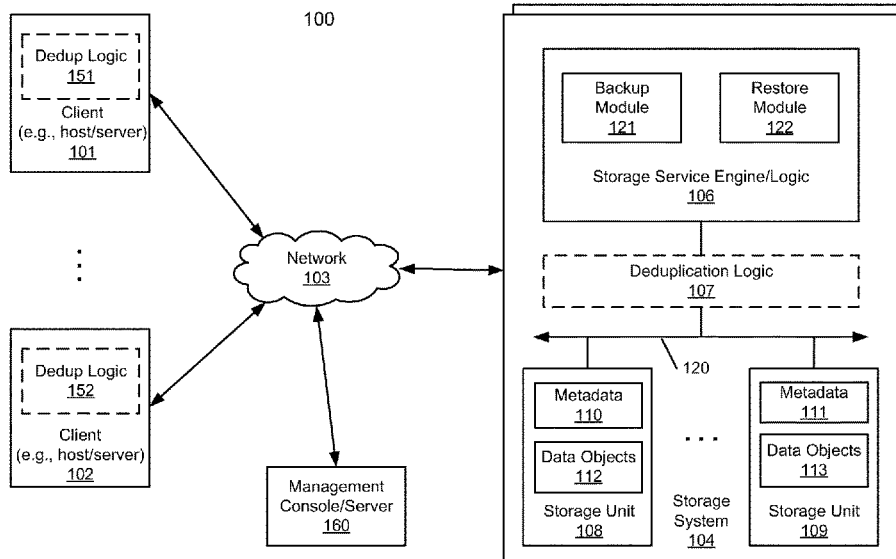 100
Dedup Logic
151
Client
(e.g., host/server)
101
Dedup Logic
152
Client
(e.g., host/server)
102
Network
103
Management
Console/Server
160
Backup
Module
121
Restore
Module
122
Storage Service Engine/Logic
106
Deduplication Logic
107
120
Metadata
110
Data Objects
112
Storage Unit
108
Storage
System
104
Metadata
111
Data Objects
113
Storage Unit
109